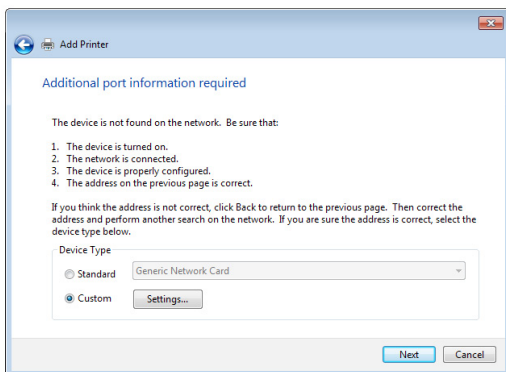 Add Printer
Additional port information required
The device is not found on the network. Be sure that:
1. The device is turned on.
2. The network is connected.
3. The device is properly configured.
4. The address on the previous page is correct.
If you think the address is not correct, click Back to return to the previous page. Then correct the
address and perform another search on the network. If you are sure the address is correct, select the
device type below.
Device Type
Standard Generic Network Card
Custom Settings...
Next Cancel